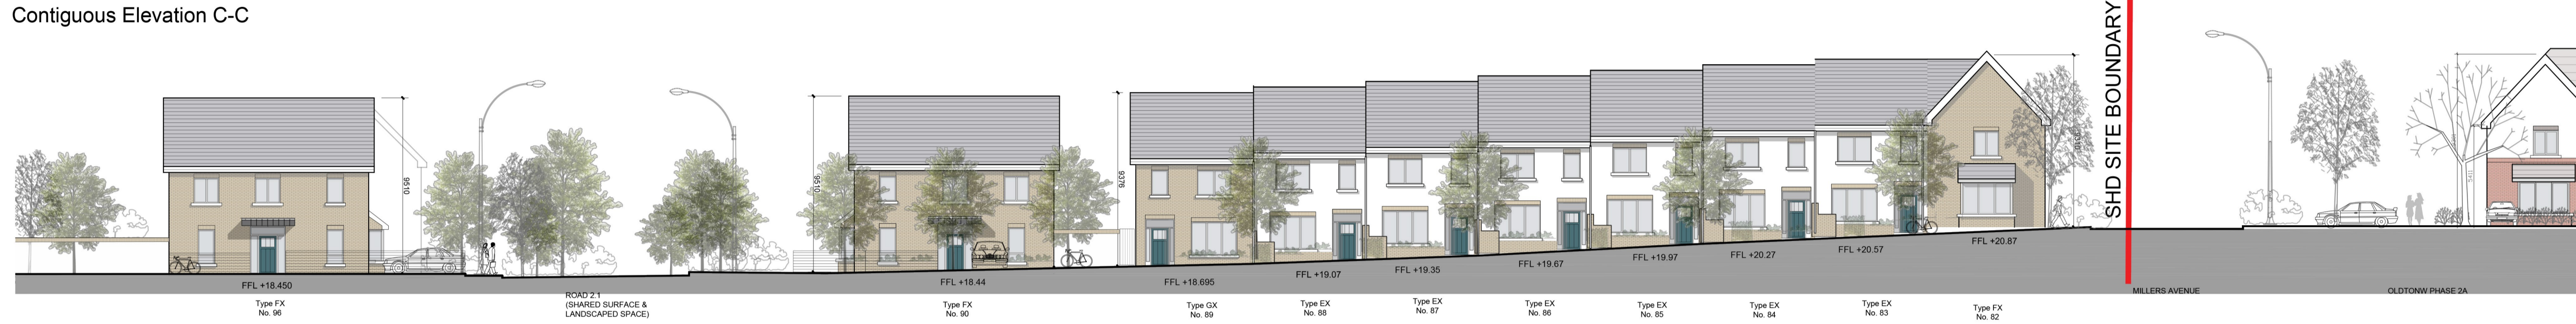 Contiguous Elevation C-C
SHD SITE BOUNDARY
9510
9510
9376
FFL +18.450
FFL +18.44
FFL +18.695
FFL +19.07
FFL +19.35
FFL +19.67
FFL +19.97
FFL +20.27
FFL +20.57
FFL +20.87
Type FX
No. 96
ROAD 2.1
(SHARED SURFACE &
LANDSCAPED SPACE)
Type FX
No. 90
Type GX
No. 89
Type EX
No. 88
Type EX
No. 87
Type EX
No. 86
Type EX
No. 85
Type EX
No. 84
Type EX
No. 83
Type FX
No. 82
MILLERS AVENUE
OLDTONW PHASE 2A